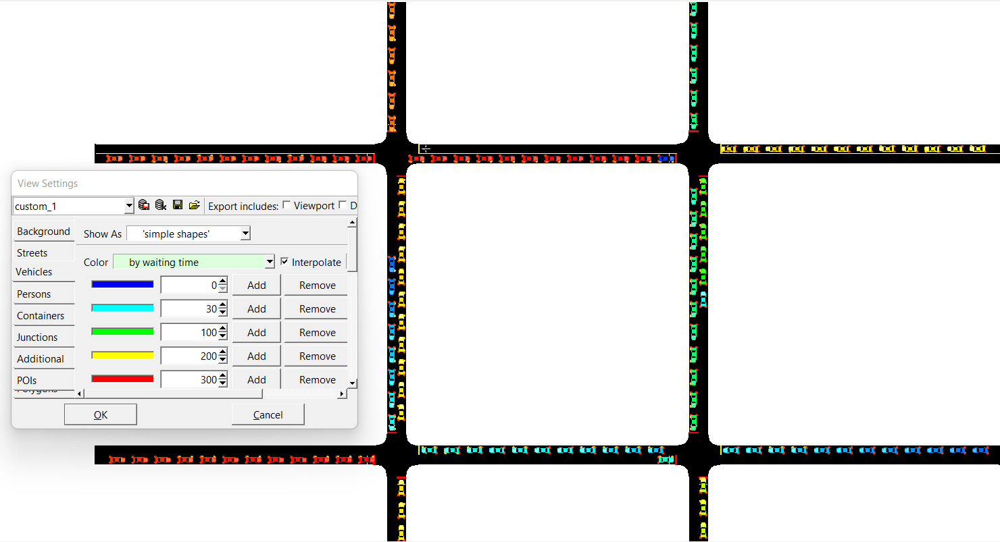 View Settings
custom_1 Export includes: Viewport D
Background
Streets
Vehicles
Persons
Containers
Junctions
Additional
POIs
Polygons
Show As 'simple shapes'
Color by waiting time Interpolate
0 Add Remove
30 Add Remove
100 Add Remove
200 Add Remove
300 Add Remove
OK Cancel